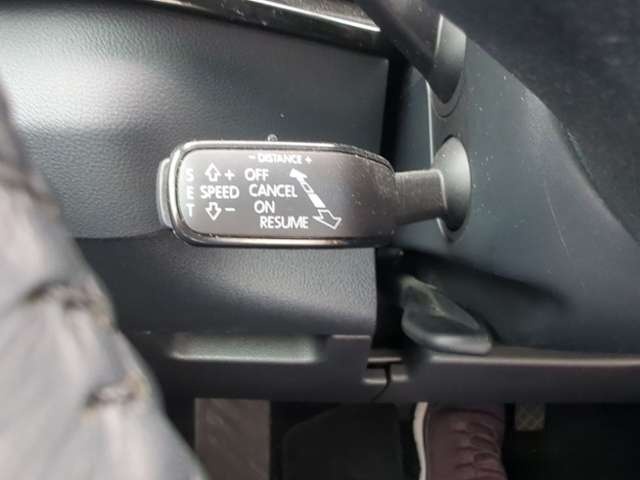 - DISTANCE +
S + OFF
E SPEED CANCEL
T - ON
RESUME